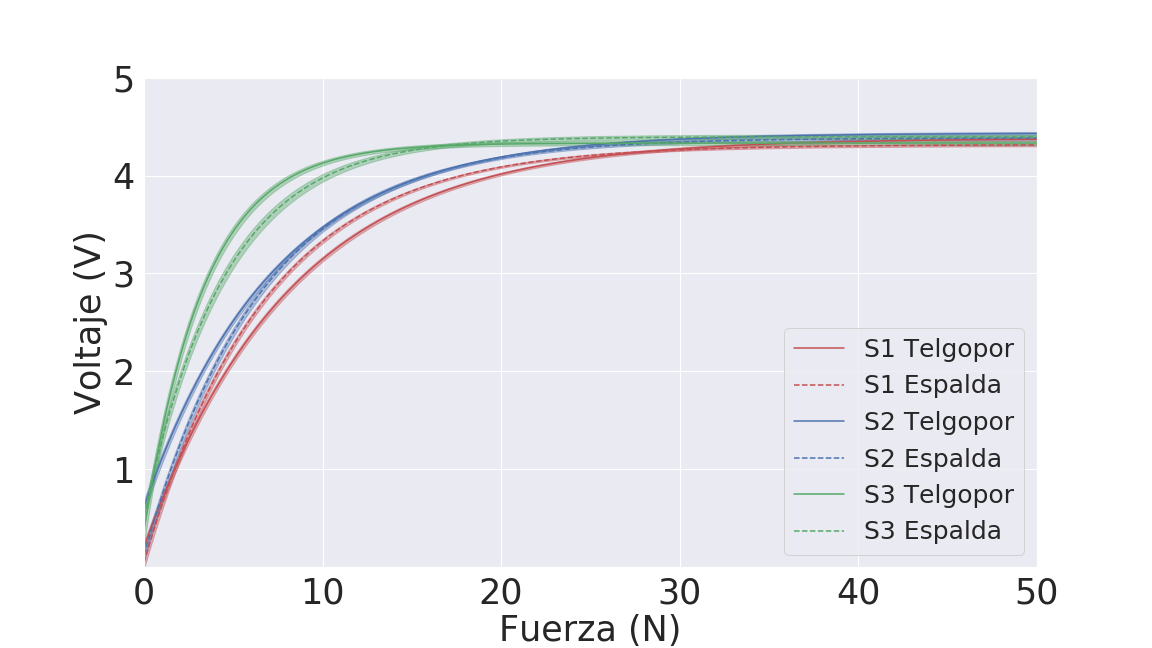 5
4
3
2
1
Voltaje (V)
0 10 20 30 40 50
Fuerza (N)
S1 Telgopor
S1 Espalda
S2 Telgopor
S2 Espalda
S3 Telgopor
S3 Espalda